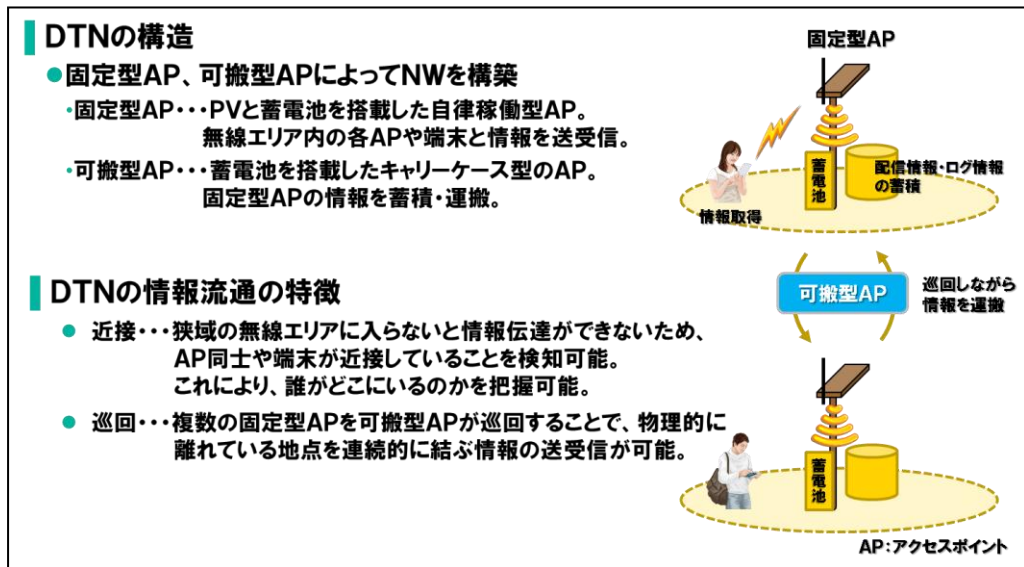 DTNの構造
●固定型AP、可搬型APによってNWを構築
・固定型AP・・・PVと蓄電池を搭載した自律稼働型AP。
無線エリア内の各APや端末と情報を送受信。
・可搬型AP・・・蓄電池を搭載したキャリーケース型のAP。
固定型APの情報を蓄積・運搬。
DTNの情報流通の特徴
● 近接・・・狭域の無線エリアに入らないと情報伝達ができないため、
AP同士や端末が近接していることを検知可能。
これにより、誰がどこにいるのかを把握可能。
● 巡回・・・複数の固定型APを可搬型APが巡回することで、物理的に
離れている地点を連続的に結ぶ情報の送受信が可能。
固定型AP
蓄電池
配信情報・ログ情報
の蓄積
情報取得
可搬型AP
巡回しながら
情報を運搬
蓄電池
AP:アクセスポイント